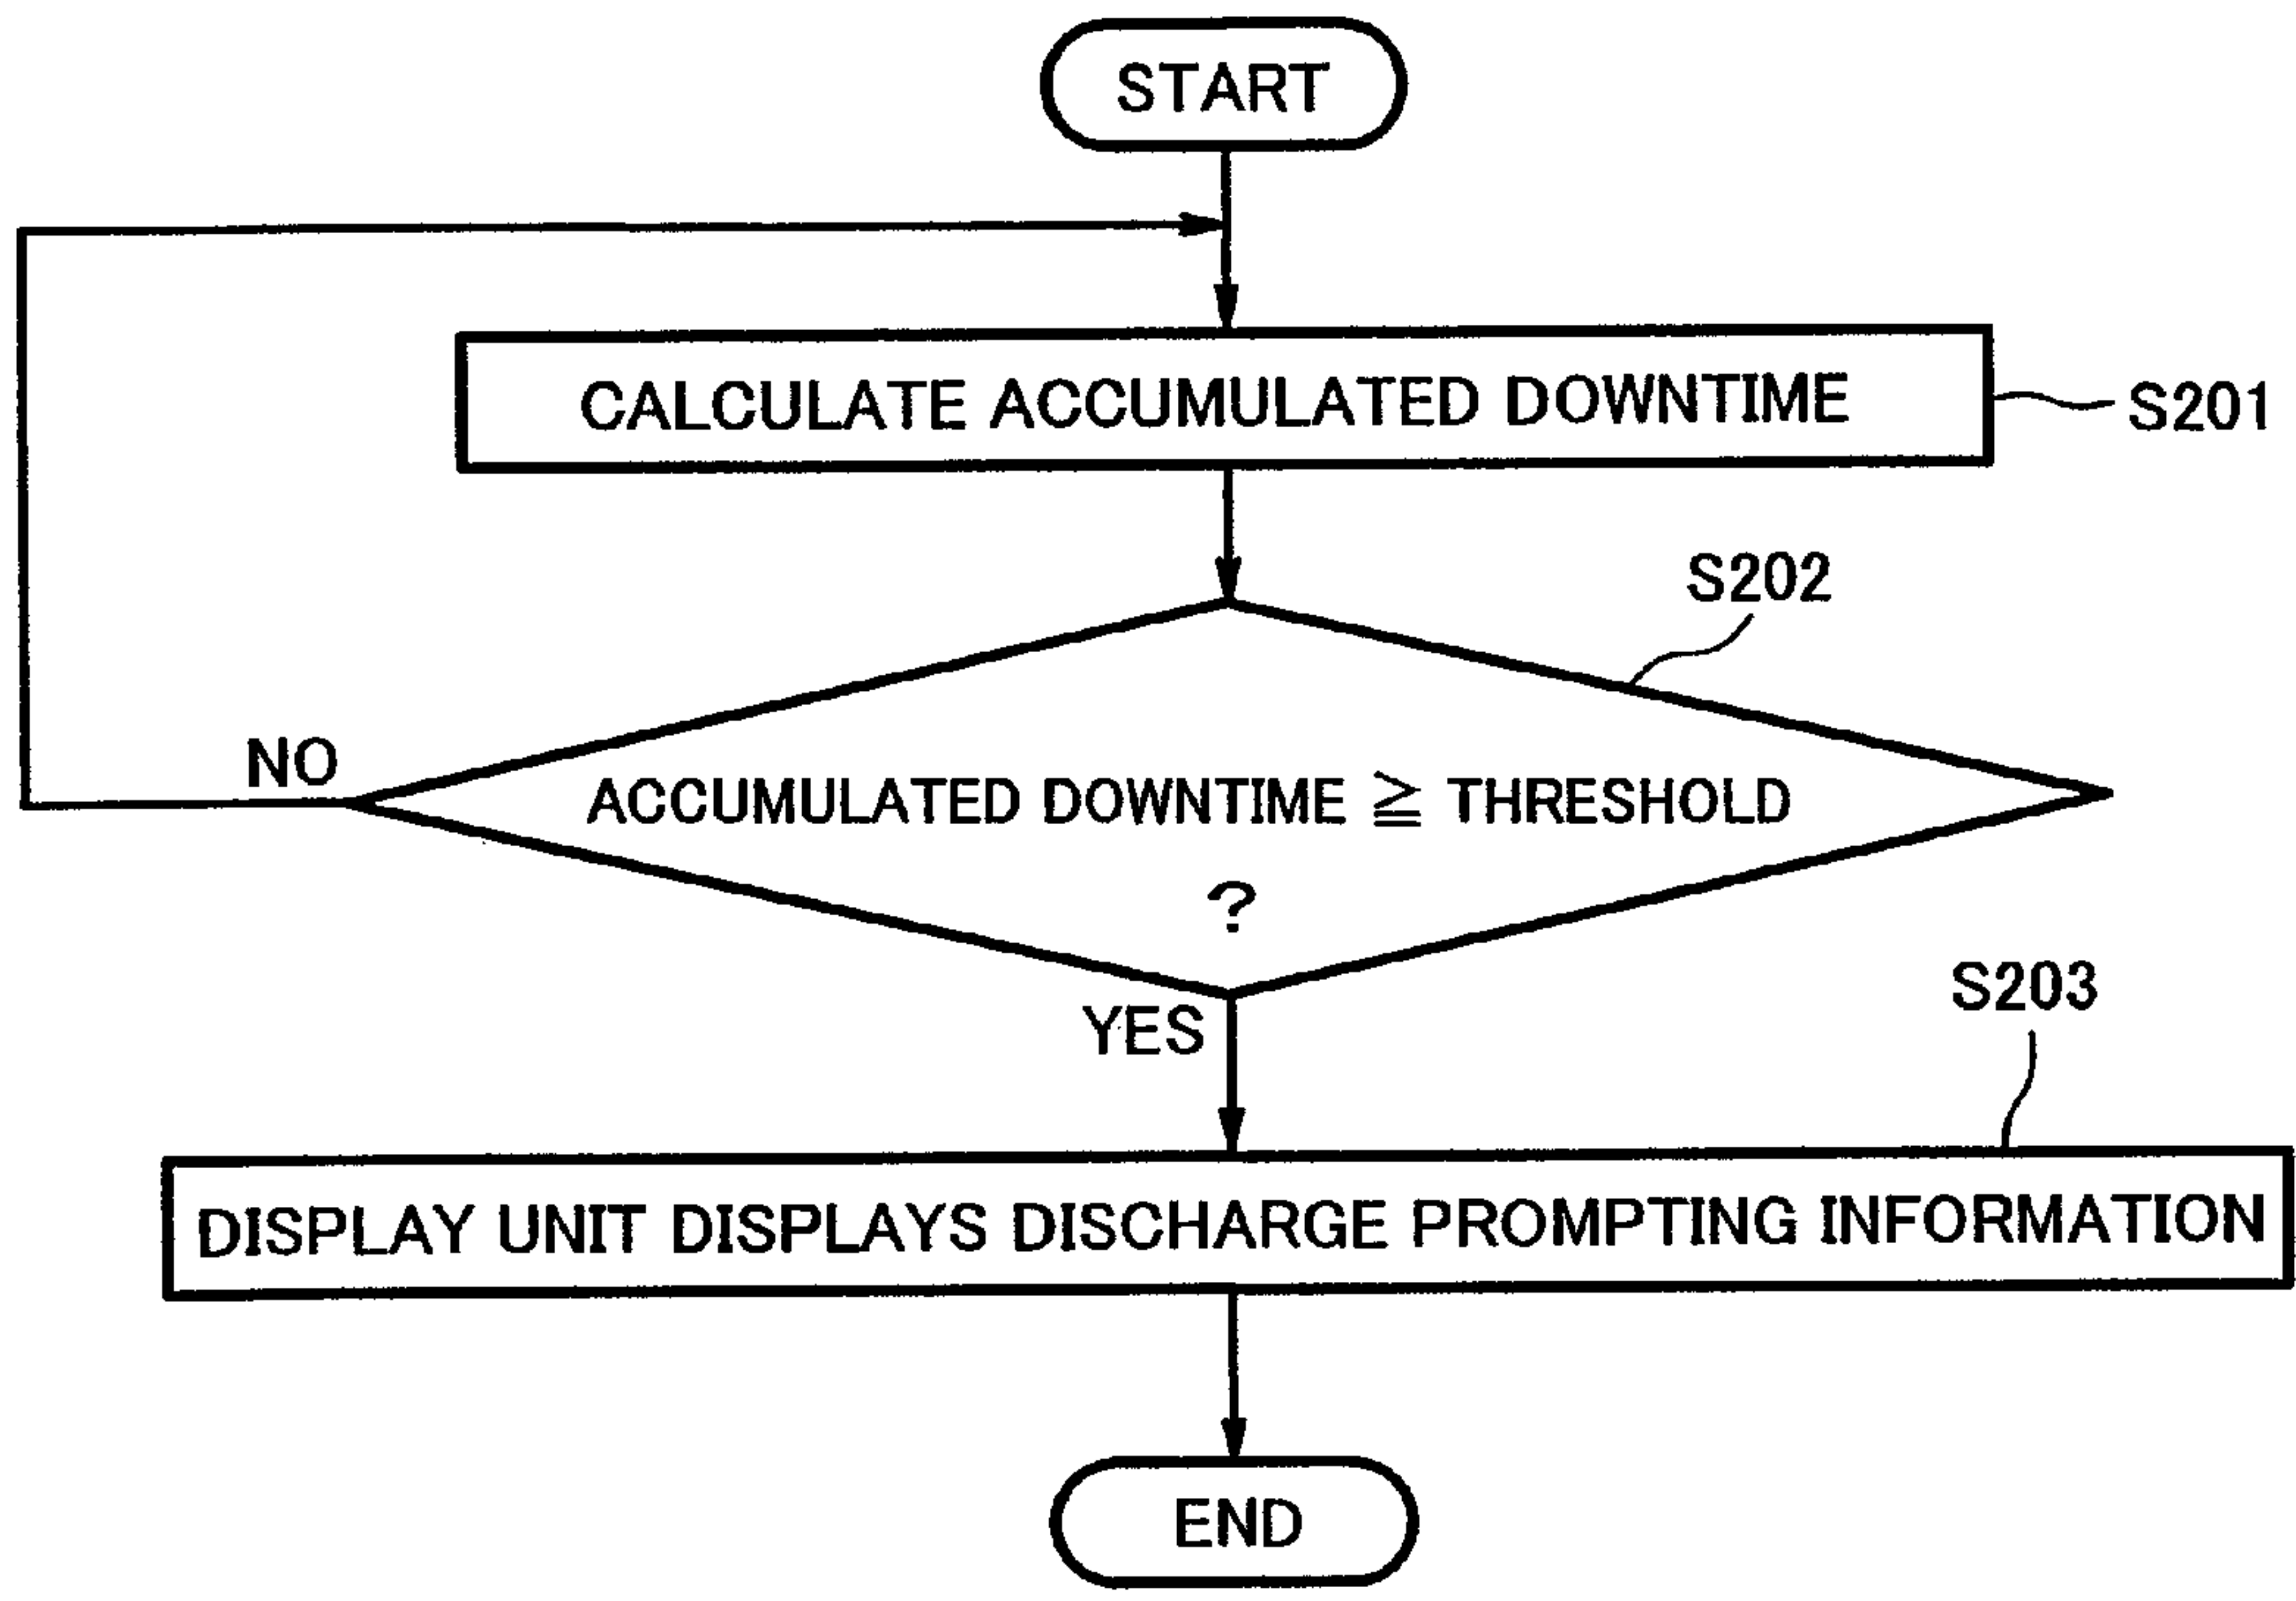 START
CALCULATE ACCUMULATED DOWNTIME
S201
S202
NO
ACCUMULATED DOWNTIME ≧ THRESHOLD
?
YES
S203
DISPLAY UNIT DISPLAYS DISCHARGE PROMPTING INFORMATION
END